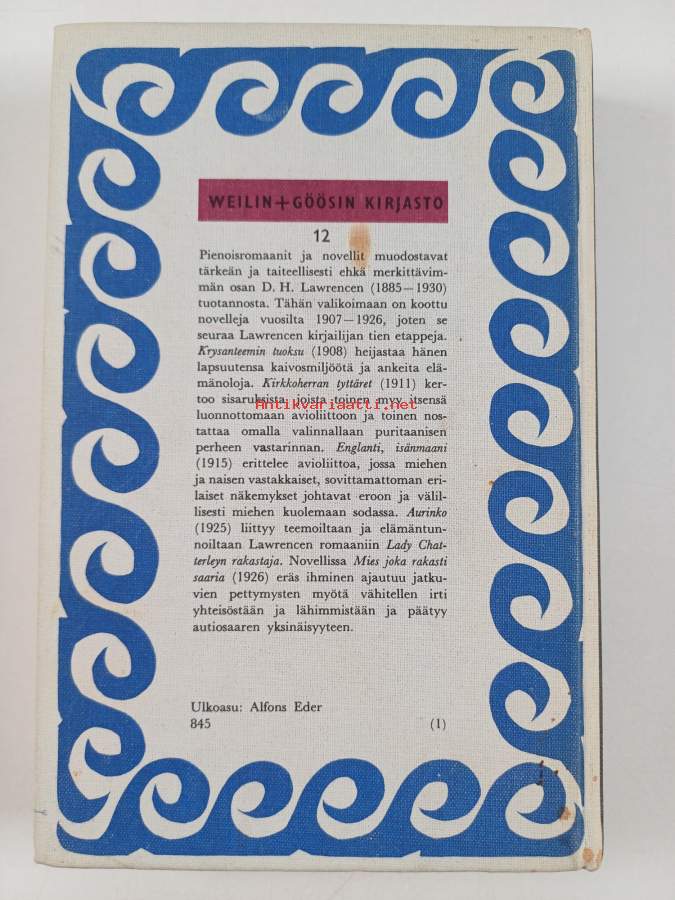 WEILIN+GÖÖSIN KIRJASTO
12
Pienoisromaanit ja novellit muodostavat
tärkeän ja taiteellisesti ehkä merkittävim-
män osan D. H. Lawrencen (1885—1930)
tuotannosta. Tähän valikoimaan on koottu
novelleja vuosilta 1907—1926, joten se
seuraa Lawrencen kirjailijan tien etappeja.
Krysanteemin tuoksu (1908) heijastaa hänen
lapsuutensa kaivosmiljöötä ja ankeita elä-
mänoloja. Kirkkoherran tyttäret (1911) ker-
too sisaruksista, joista toinen myy itsensä
Antikvariaatti.net
luonnottomaan avioliittoon ja toinen nos-
tattaa omalla valinnallaan puritaanisen
perheen vastarinnan. Englanti, isänmaani
(1915) erittelee avioliittoa, jossa miehen
ja naisen vastakkaiset, sovittamattoman eri-
laiset näkemykset johtavat eroon ja välil-
lisesti miehen kuolemaan sodassa. Aurinko
(1925) liittyy teemoiltaan ja elämäntun-
noiltaan Lawrencen romaaniin Lady Chat-
terleyn rakastaja. Novellissa Mies joka rakasti
saaria (1926) eräs ihminen ajautuu jatku-
vien pettymysten myötä vähitellen irti
yhteisöstään ja lähimmistään ja päätyy
autiosaaren yksinäisyyteen.
Ulkoasu: Alfons Eder
845 (1)